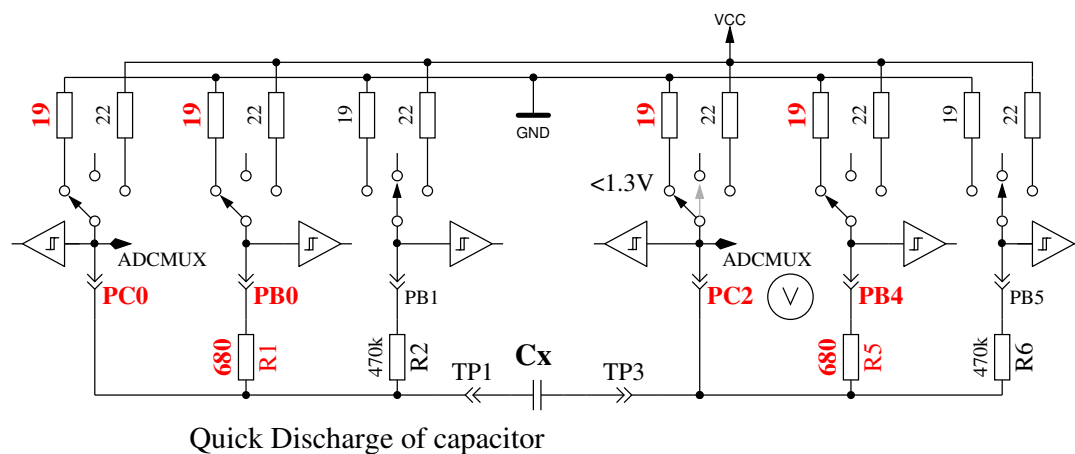 VCC
19
22
19
22
19
22
GND
19
22
19
22
19
22
<1.3V
ADCMUX
ADCMUX
PC0
PB0
PB1
PC2
V
PB4
PB5
680
R1
470k
R2
TP1
Cx
TP3
680
R5
470k
R6
Quick Discharge of capacitor